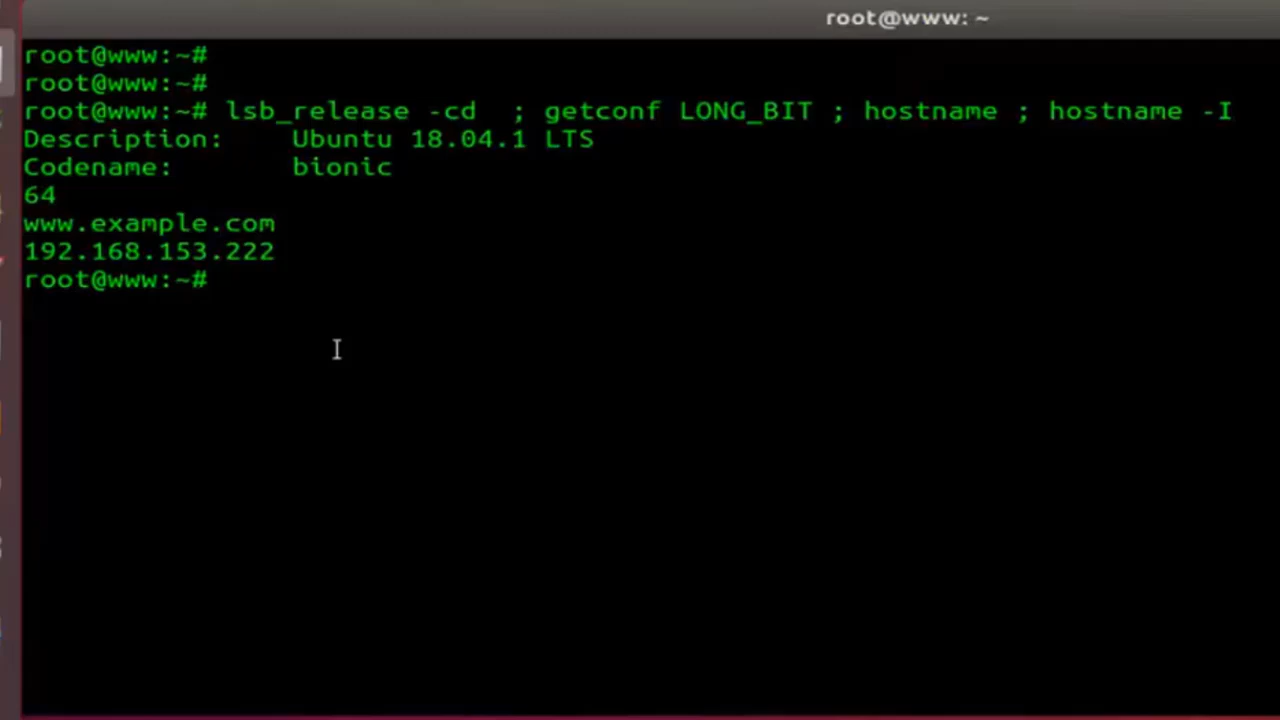 root@www: ~
root@www:~#
root@www:~#
root@www:~# lsb_release -cd  ; getconf LONG_BIT ; hostname ; hostname -I
Description:    Ubuntu 18.04.1 LTS
Codename:       bionic
64
www.example.com
192.168.153.222
root@www:~#